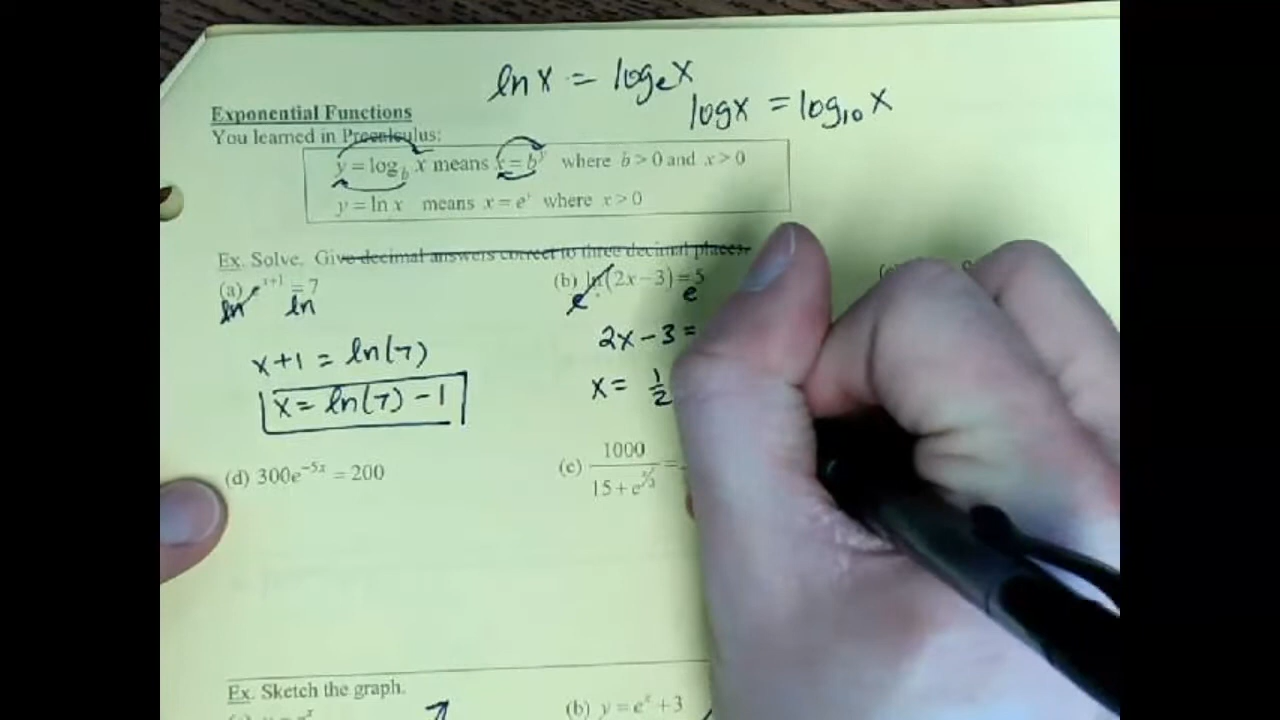 ln x = log_e x
log x = log_10 x
Exponential Functions
You learned in Precalculus:
y = log_b x means x = b^y where b > 0 and x > 0
y = ln x means x = e^y where x > 0
Ex. Solve. Give decimal answers correct to three decimal places.
(a) e^{x+1} = 7
ln ln
x+1 = ln(7)
x = ln(7) - 1
(b) ln(2x-3) = 5
e e
2x-3 =
x = 1/2
(d) 300e^{-5x} = 200
1000
15 + e
Ex. Sketch the graph.
(b) y = e^x + 3